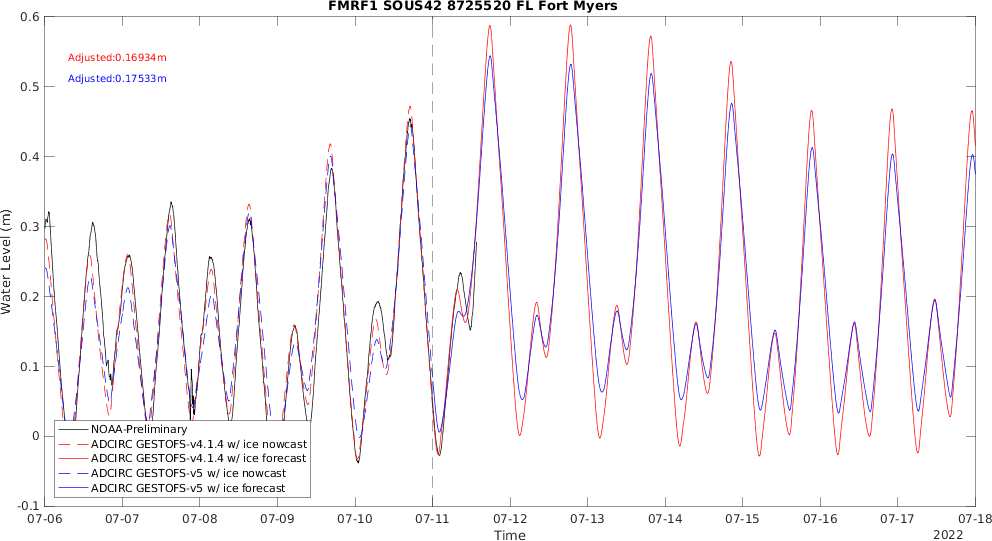 FMRF1 SOUS42 8725520 FL Fort Myers
0.6
Adjusted:0.16934m
Adjusted:0.17533m
0.5
0.4
0.3
0.2
0.1
0
-0.1
Water Level (m)
NOAA-Preliminary
ADCIRC GESTOFS-v4.1.4 w/ ice nowcast
ADCIRC GESTOFS-v4.1.4 w/ ice forecast
ADCIRC GESTOFS-v5 w/ ice nowcast
ADCIRC GESTOFS-v5 w/ ice forecast
07-06 07-07 07-08 07-09 07-10 07-11 07-12 07-13 07-14 07-15 07-16 07-17 07-18
Time
2022